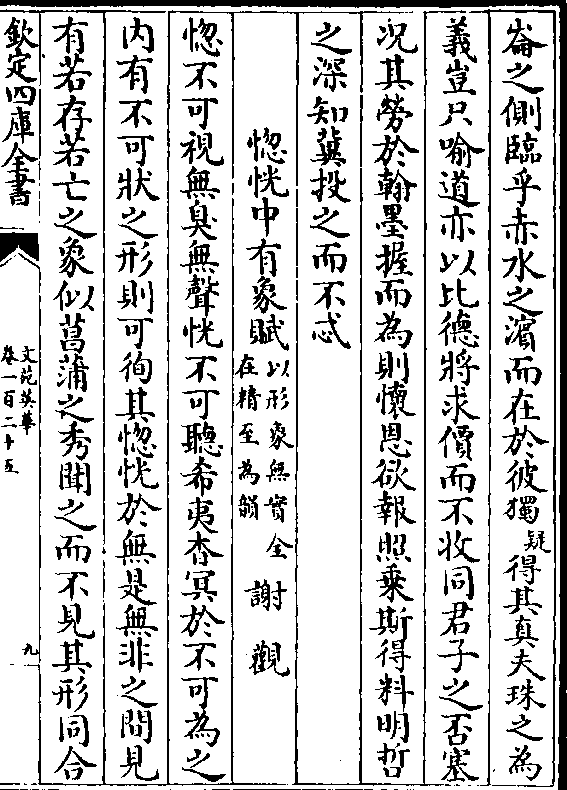 崙之側臨乎赤水之濵而在於彼獨疑得其真夫珠之為
義豈只喻道亦以比德將求價而不收同君子之否塞
况其勞於翰墨握而為則懷恩欲報照乗斯得料明哲
之深知冀投之而不忒
惚恍中有象賦以形象無實全在精至為韻 謝觀
惚不可視無臭無聲恍不可聽希夷杳冥於不可為之
内有不可狀之形則可徇其惚恍於無是無非之間見
有若存若亡之象似菖蒲之秀聞之而不見其形同合
欽定四庫全書
文苑英華
卷一百二十五
九